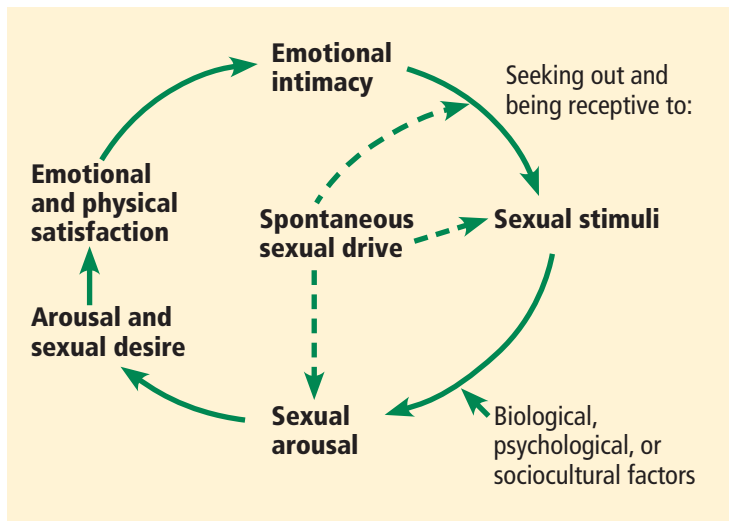 Emotional
intimacy
Seeking out and
being receptive to:
Emotional
and physical
satisfaction
Spontaneous
sexual drive
Sexual stimuli
Arousal and
sexual desire
Sexual
arousal
Biological,
psychological, or
sociocultural factors